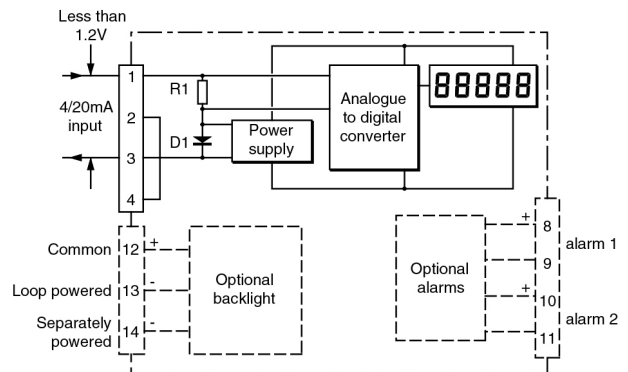 Less than
1.2V
1
R1
4/20mA
input
2
D1
3
4
Power
supply
Analogue
to digital
converter
88888
Common
12
+
Loop powered
13
-
Separately
powered
14
-
Optional
backlight
Optional
alarms
+
8
alarm 1
9
+
10
alarm 2
11